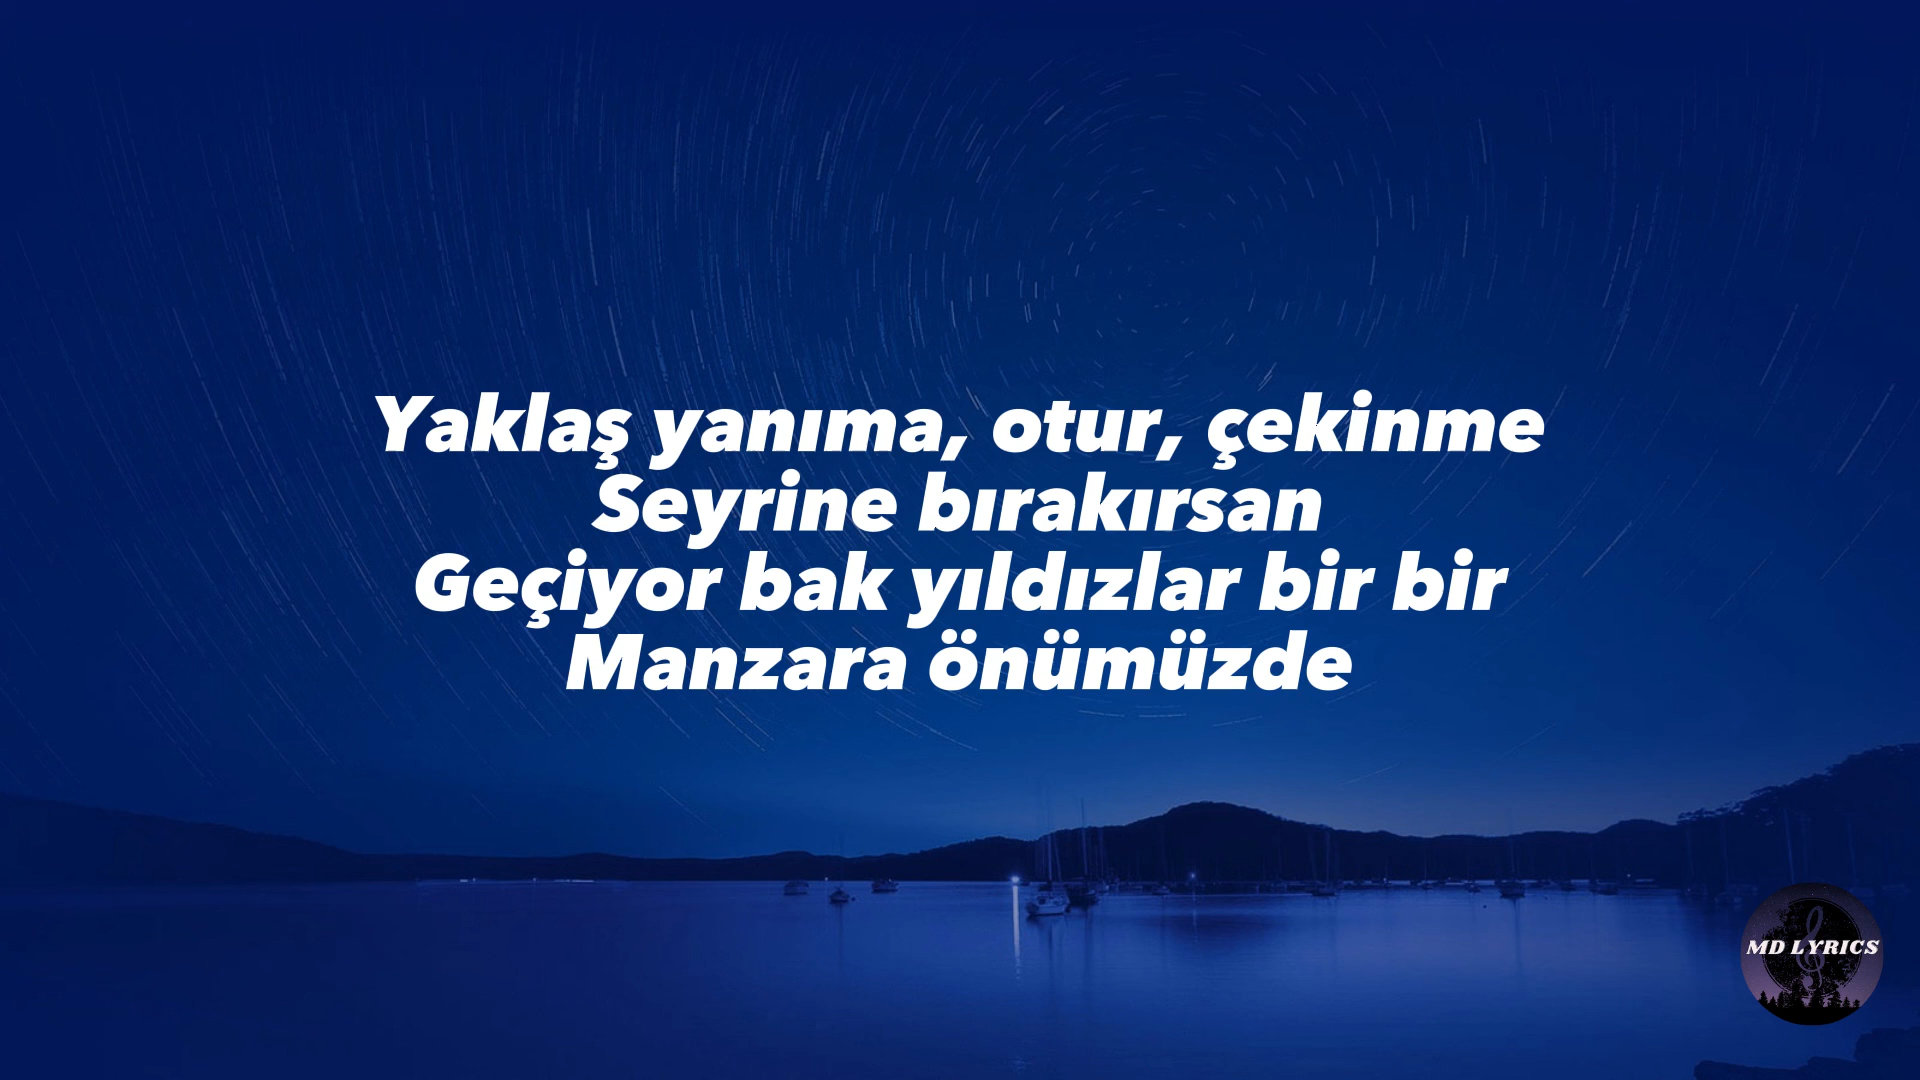 Yaklaş yanıma, otur, çekinme
Seyrine bırakırsan
Geçiyor bak yıldızlar bir bir
Manzara önümüzde
MD LYRICS